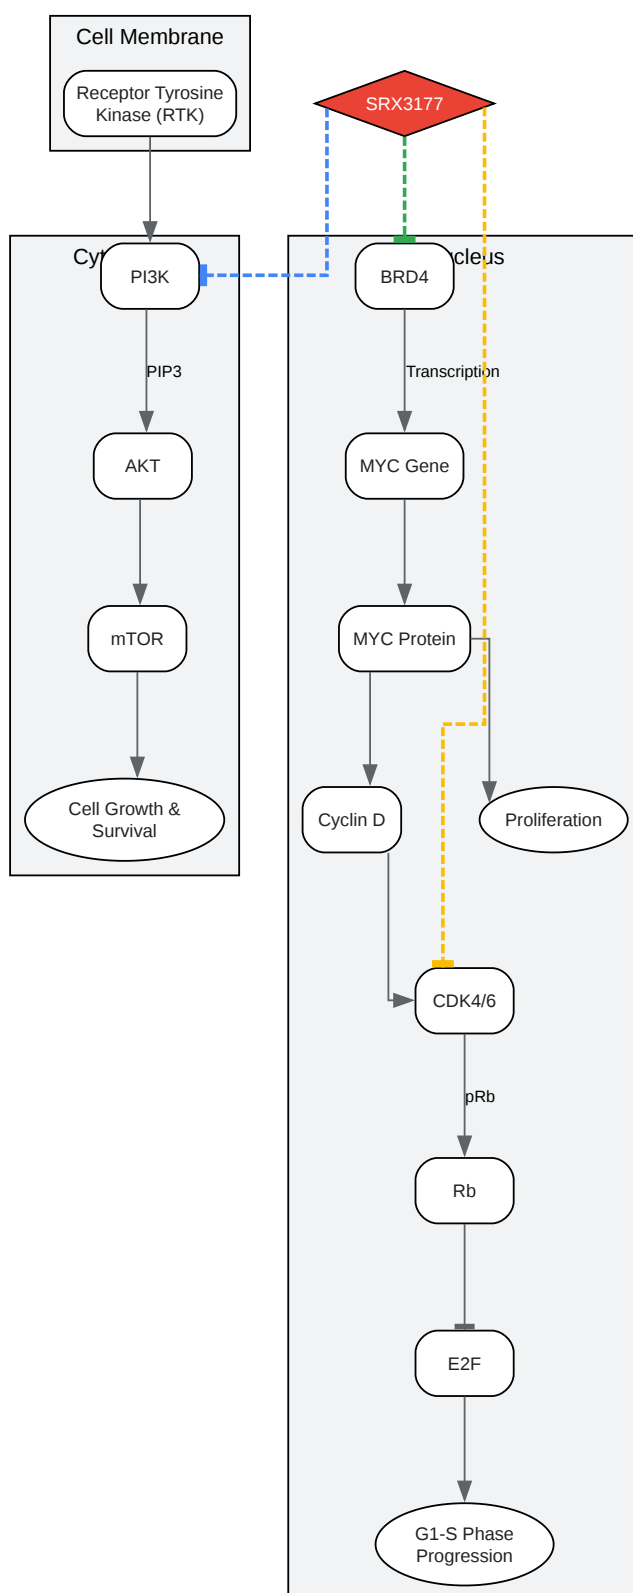 Cell Membrane
Receptor Tyrosine
Kinase (RTK)
SRX3177
PI3K
BRD4
PIP3
Transcription
AKT
MYC Gene
mTOR
MYC Protein
Cell Growth &
Survival
Cyclin D
Proliferation
CDK4/6
pRb
Rb
E2F
G1-S Phase
Progression